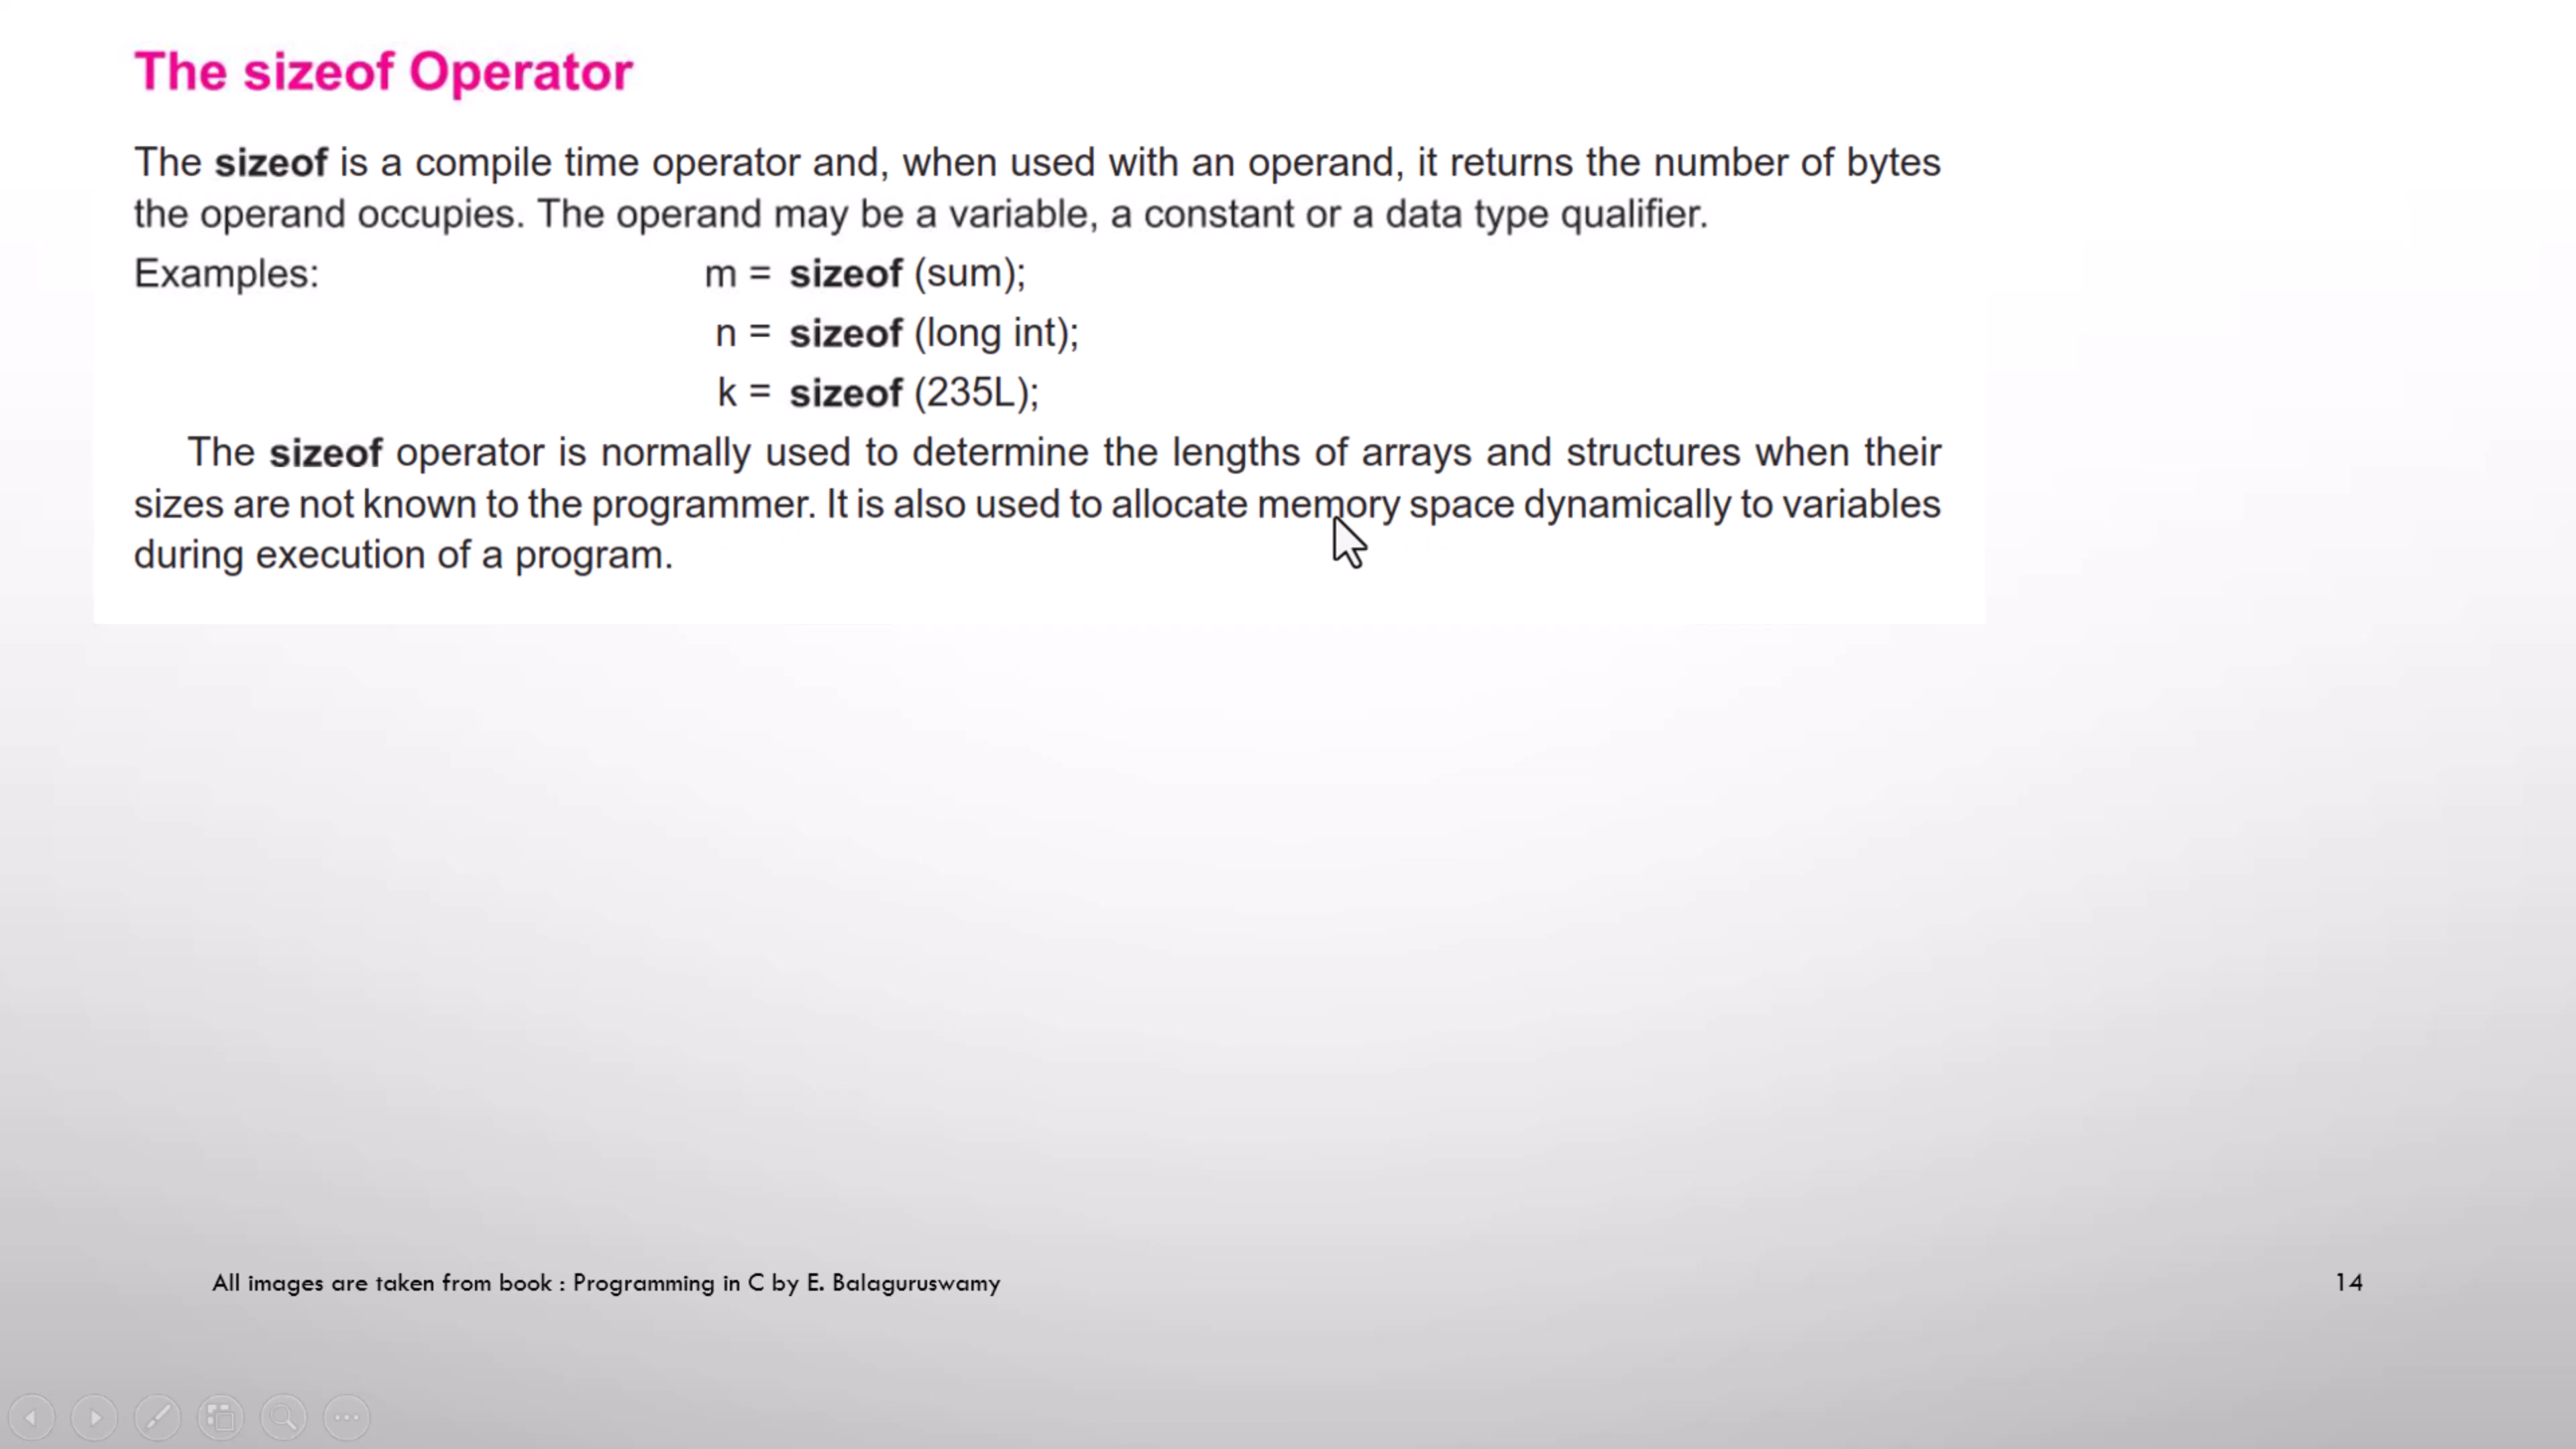 The sizeof Operator
The sizeof is a compile time operator and, when used with an operand, it returns the number of bytes
the operand occupies. The operand may be a variable, a constant or a data type qualifier.
Examples: m = sizeof (sum);
n = sizeof (long int);
k = sizeof (235L);
The sizeof operator is normally used to determine the lengths of arrays and structures when their
sizes are not known to the programmer. It is also used to allocate memory space dynamically to variables
during execution of a program.
All images are taken from book : Programming in C by E. Balaguruswamy 14